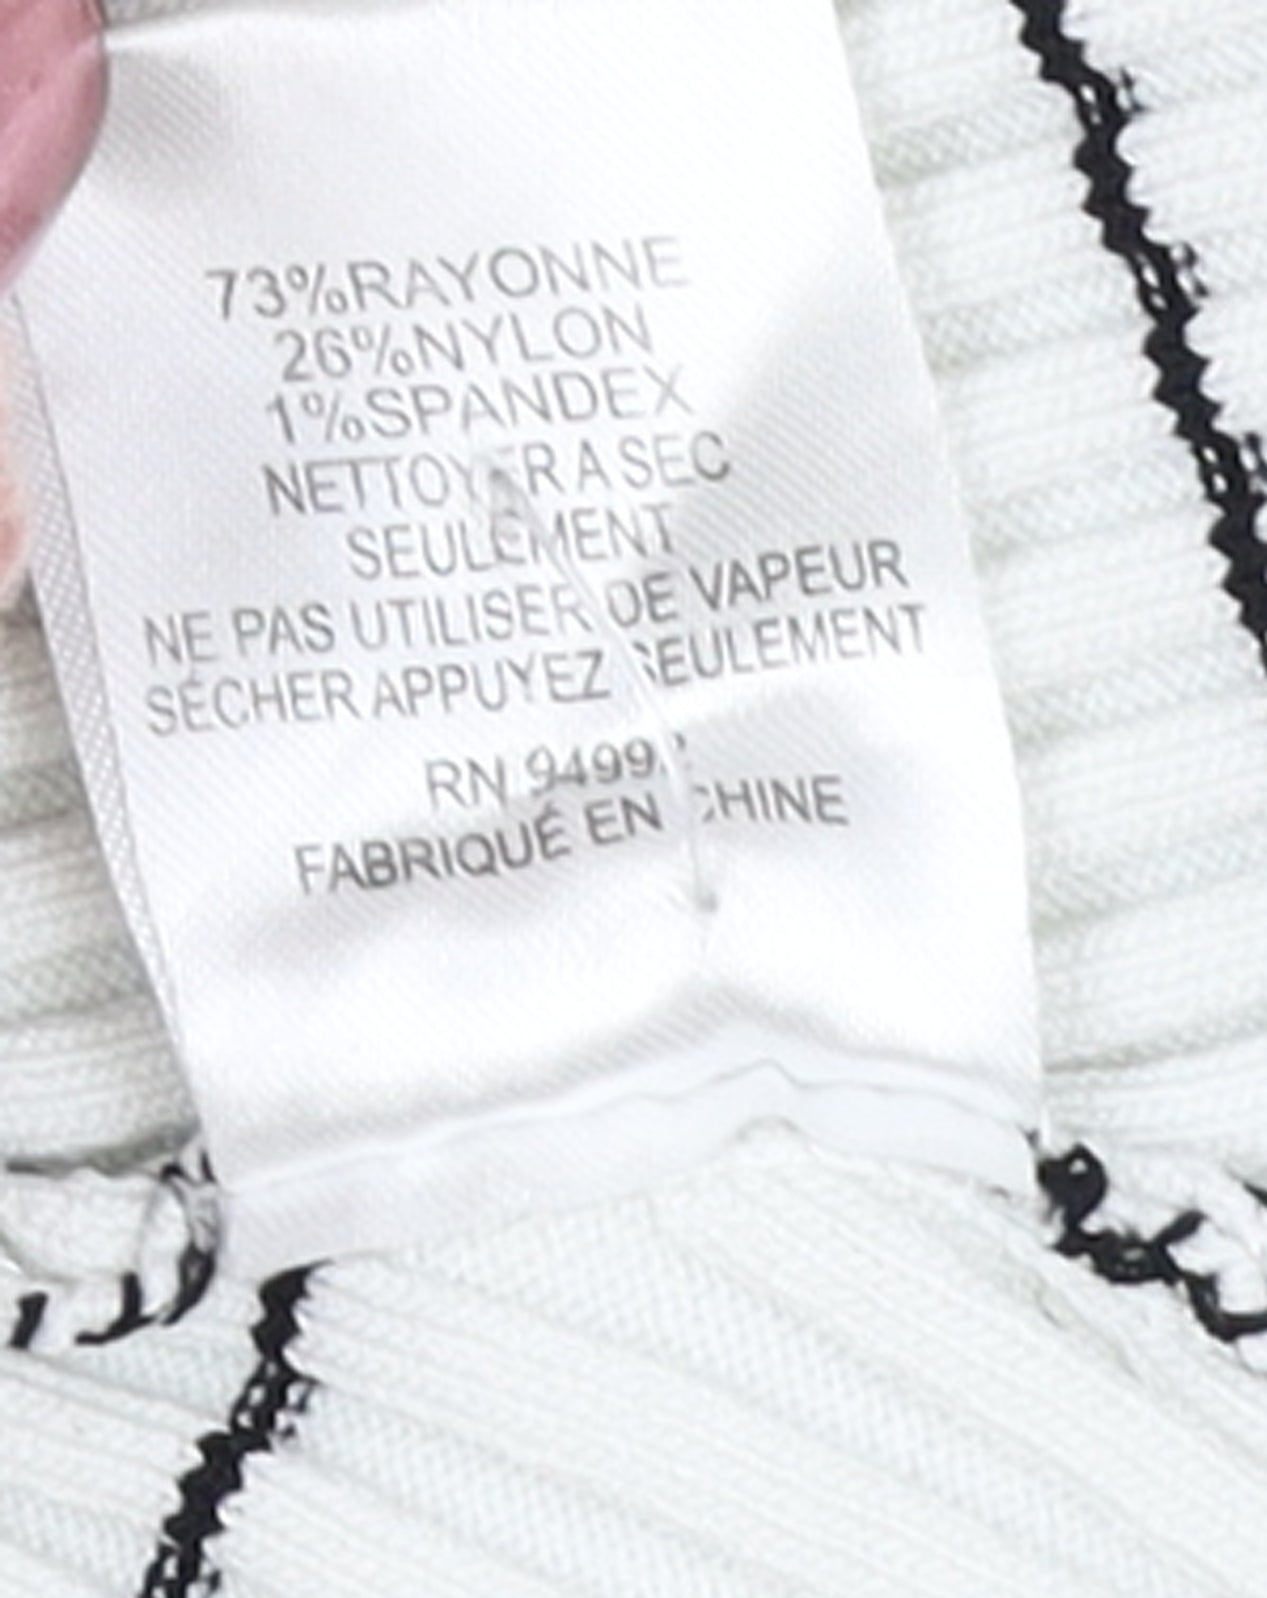 73%RAYONNE
26%NYLON
1%SPANDEX
NETTOYER A SEC
SEULEMENT
NE PAS UTILISER DE VAPEUR
SÉCHER APPUYEZ SEULEMENT
RN
FABRIQUÉ EN CHINE